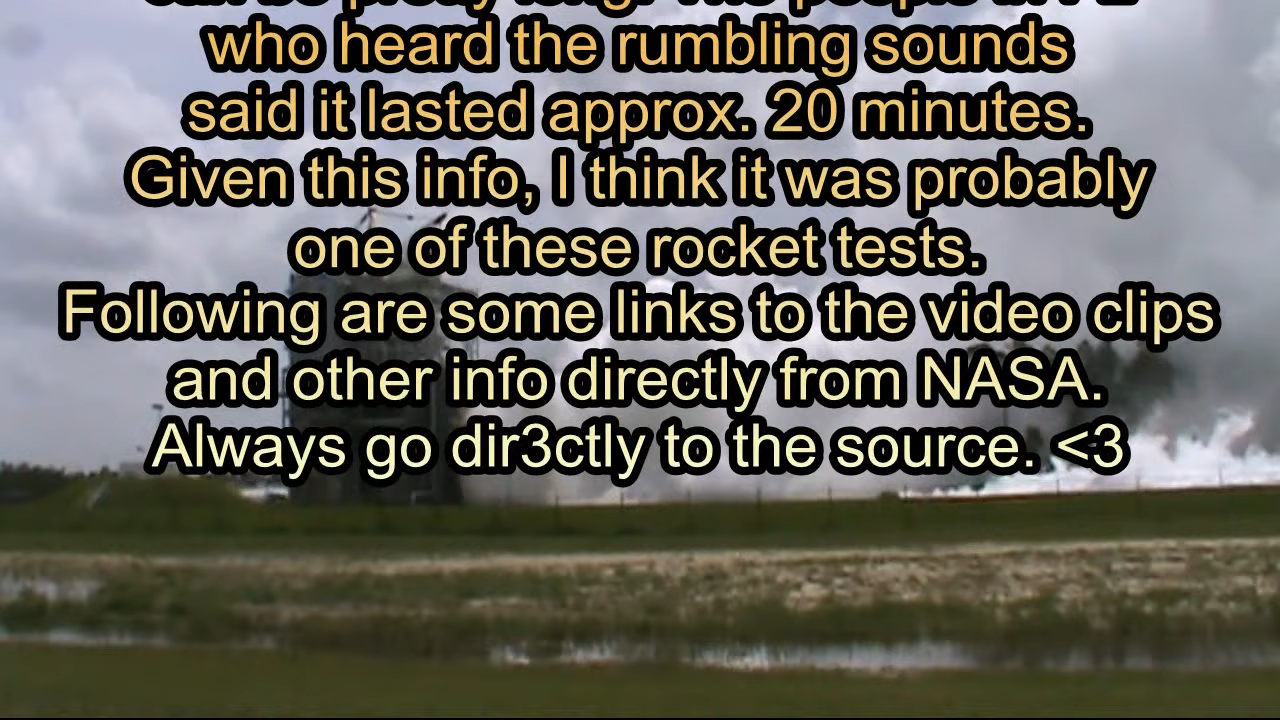 who heard the rumbling sounds
said it lasted approx. 20 minutes.
Given this info, I think it was probably
one of these rocket tests.
Following are some links to the video clips
and other info directly from NASA.
Always go dir3ctly to the source. <3